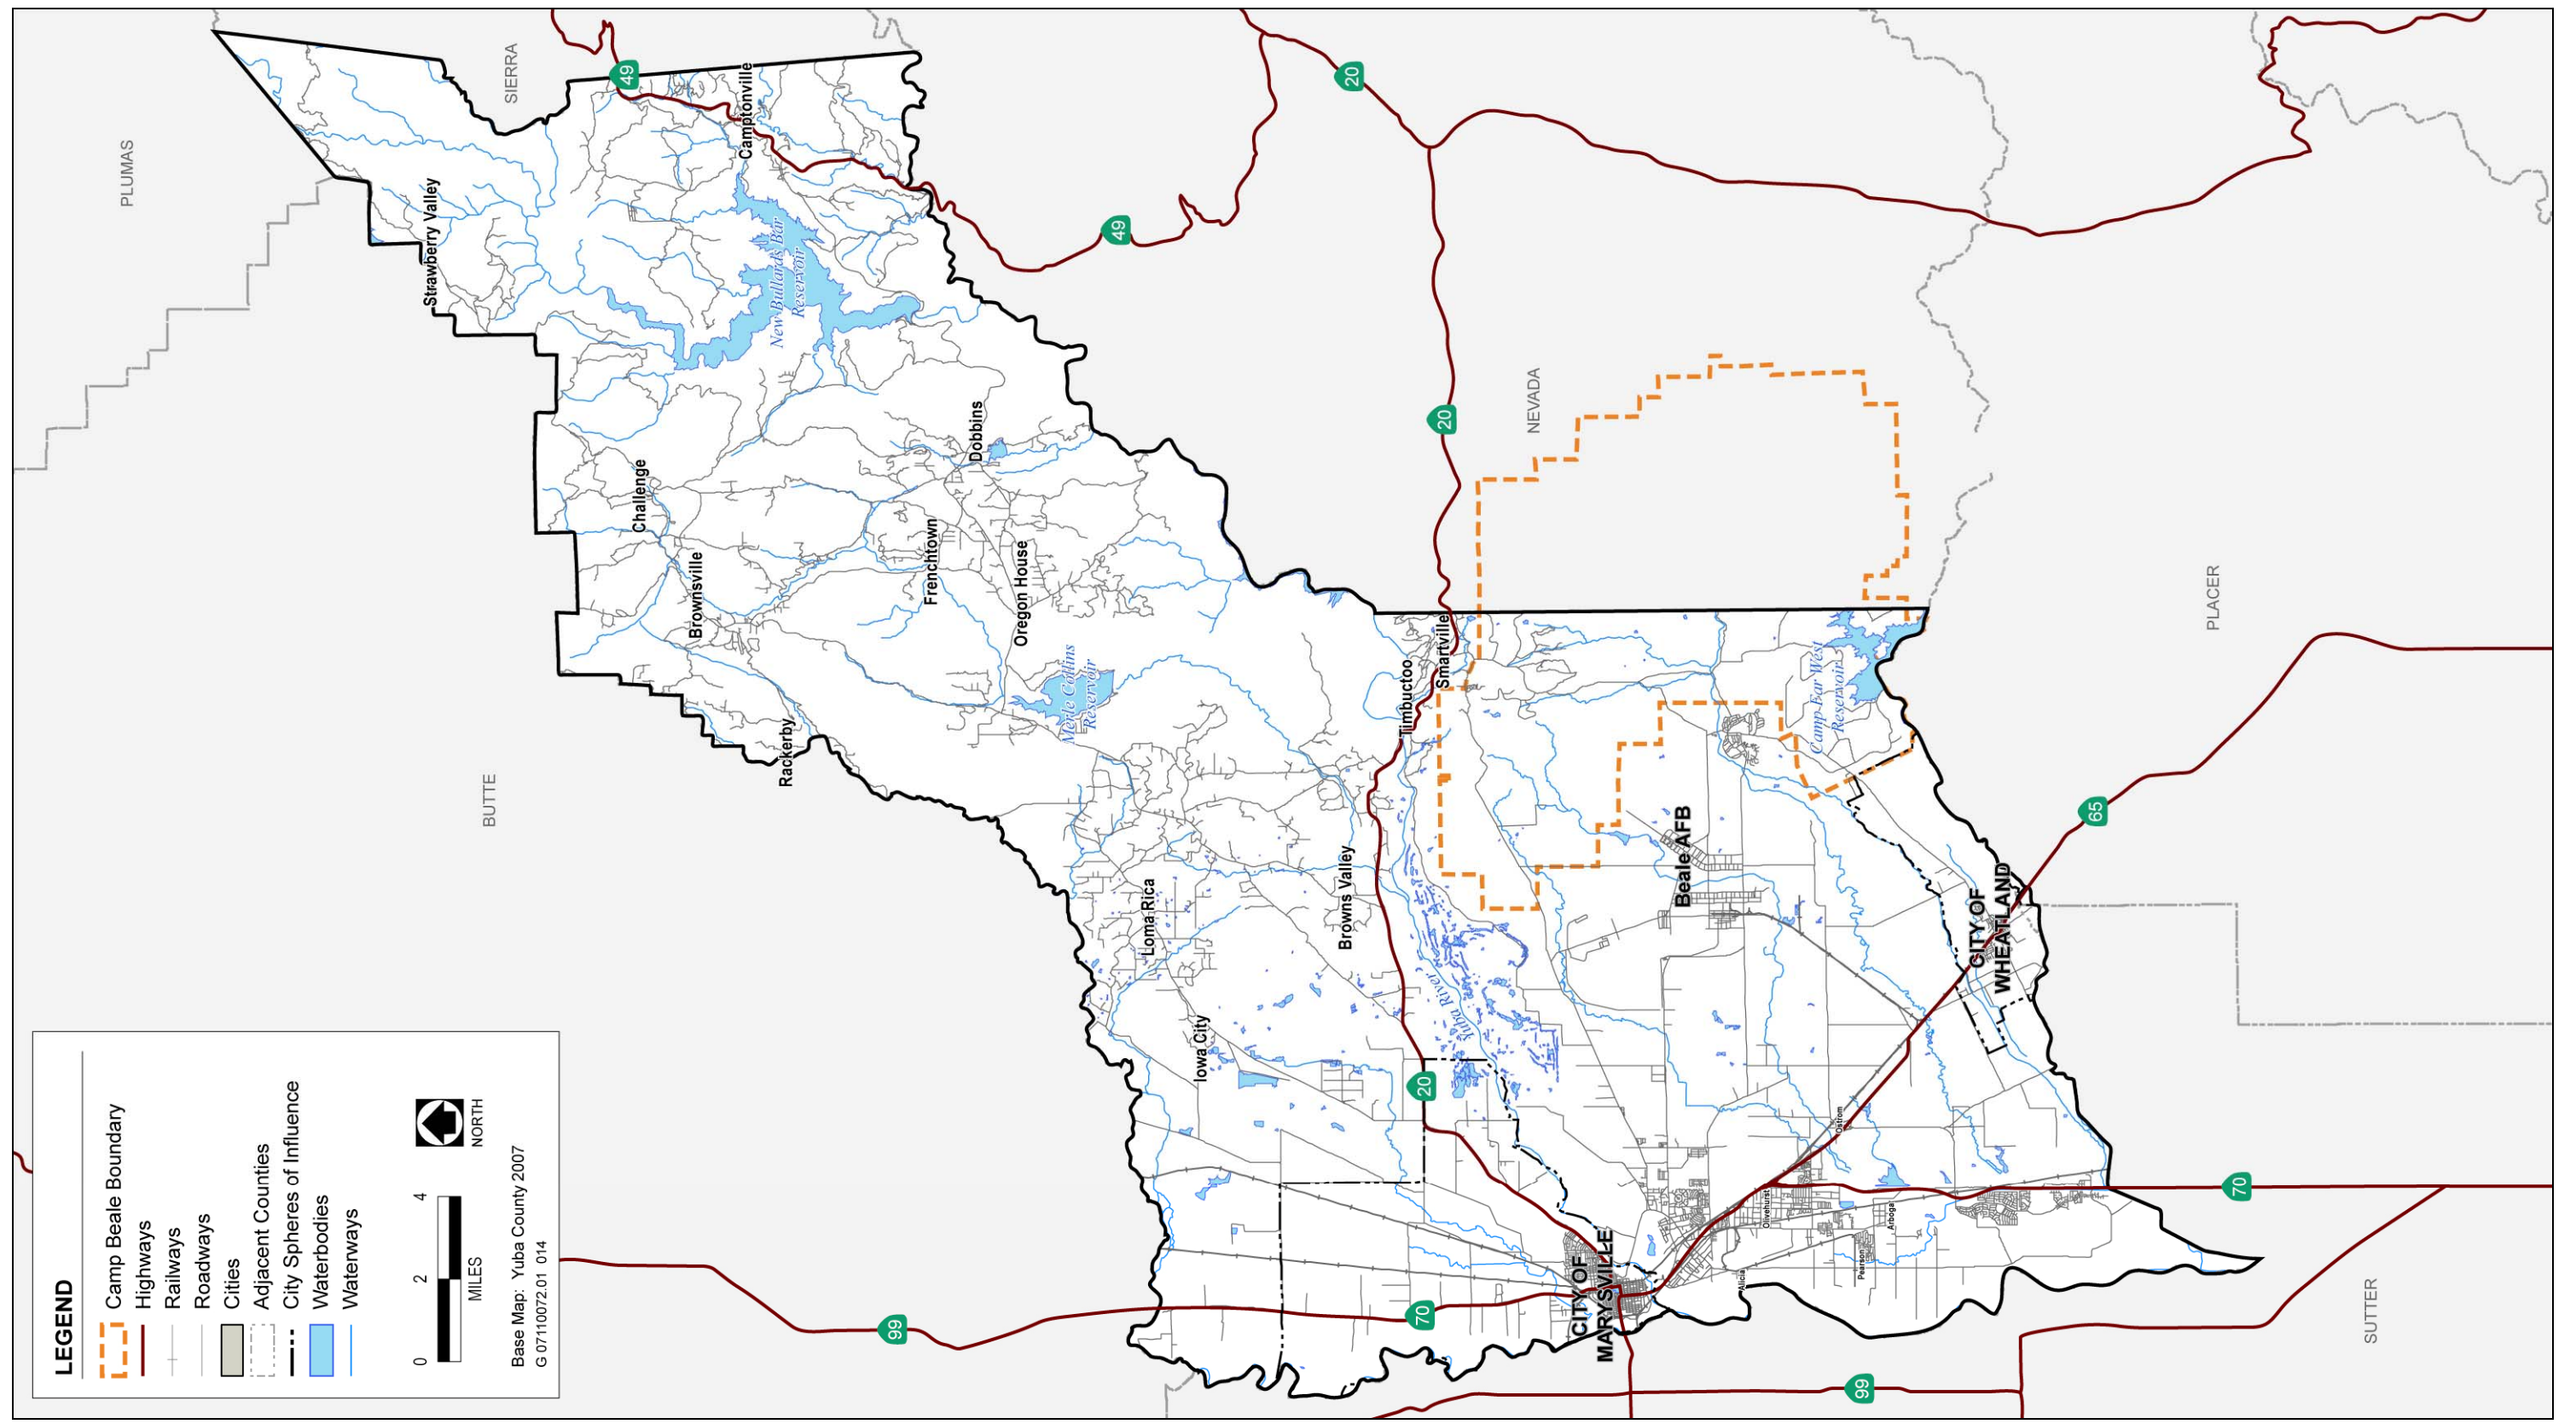 LEGEND
Camp Beale Boundary
Highways
Railways
Roadways
Cities
Adjacent Counties
City Spheres of Influence
Waterbodies
Waterways
0
2
4
MILES
NORTH
Base Map: Yuba County 2007
G 07110072.01 014
PLUMAS
SIERRA
BUTTE
NEVADA
PLACER
SUTTER
49
49
20
20
20
65
70
70
99
99
Strawberry Valley
Camptonville
New Bullards Bar
Reservoir
Challenge
Brownsville
Dobbins
Frenchtown
Oregon House
Rackerby
Merle Collins
Reservoir
Timbuctoo
Smartville
Camp Far West
Reservoir
Loma Rica
Browns Valley
Iowa City
Yuba River
Beale AFB
CITY OF
WHEATLAND
CITY OF
MARYSVILLE
Ostrom
Olivehurst
Arboga
Pearson
Alicia